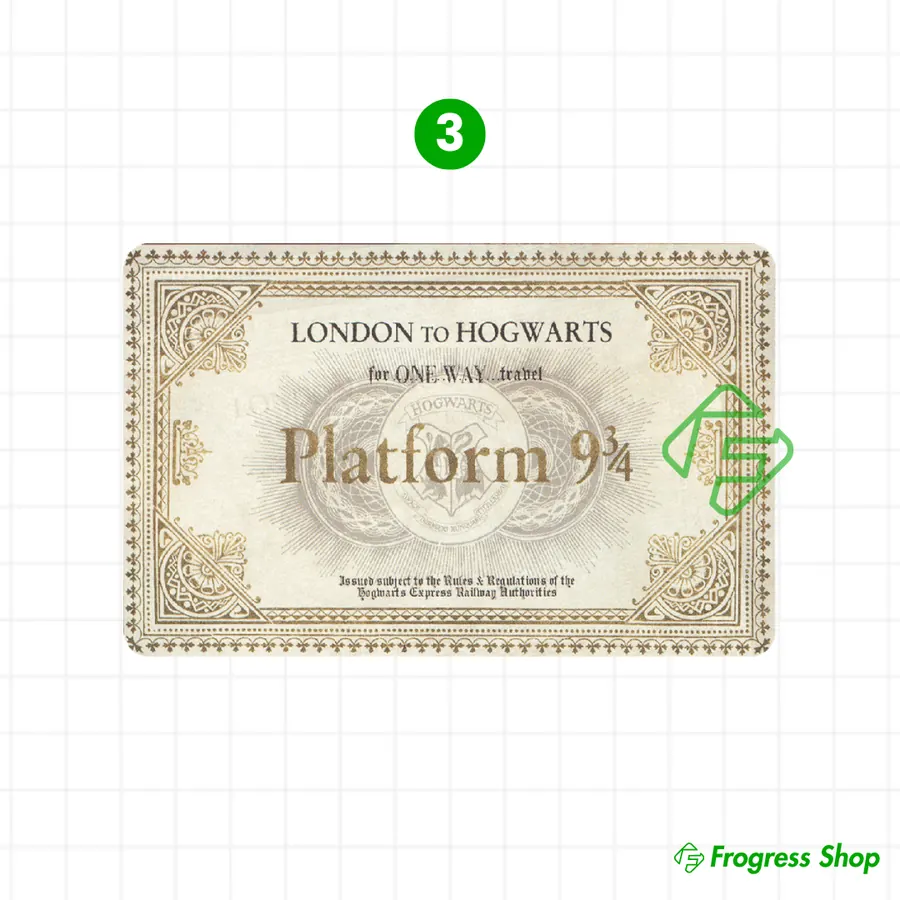 3
LONDON TO HOGWARTS
for ONE WAY...travel
HOGWARTS
Platform 9¾
Issued subject to the Rules & Regulations of the
Hogwarts Express Railway Authorities
Frogress Shop